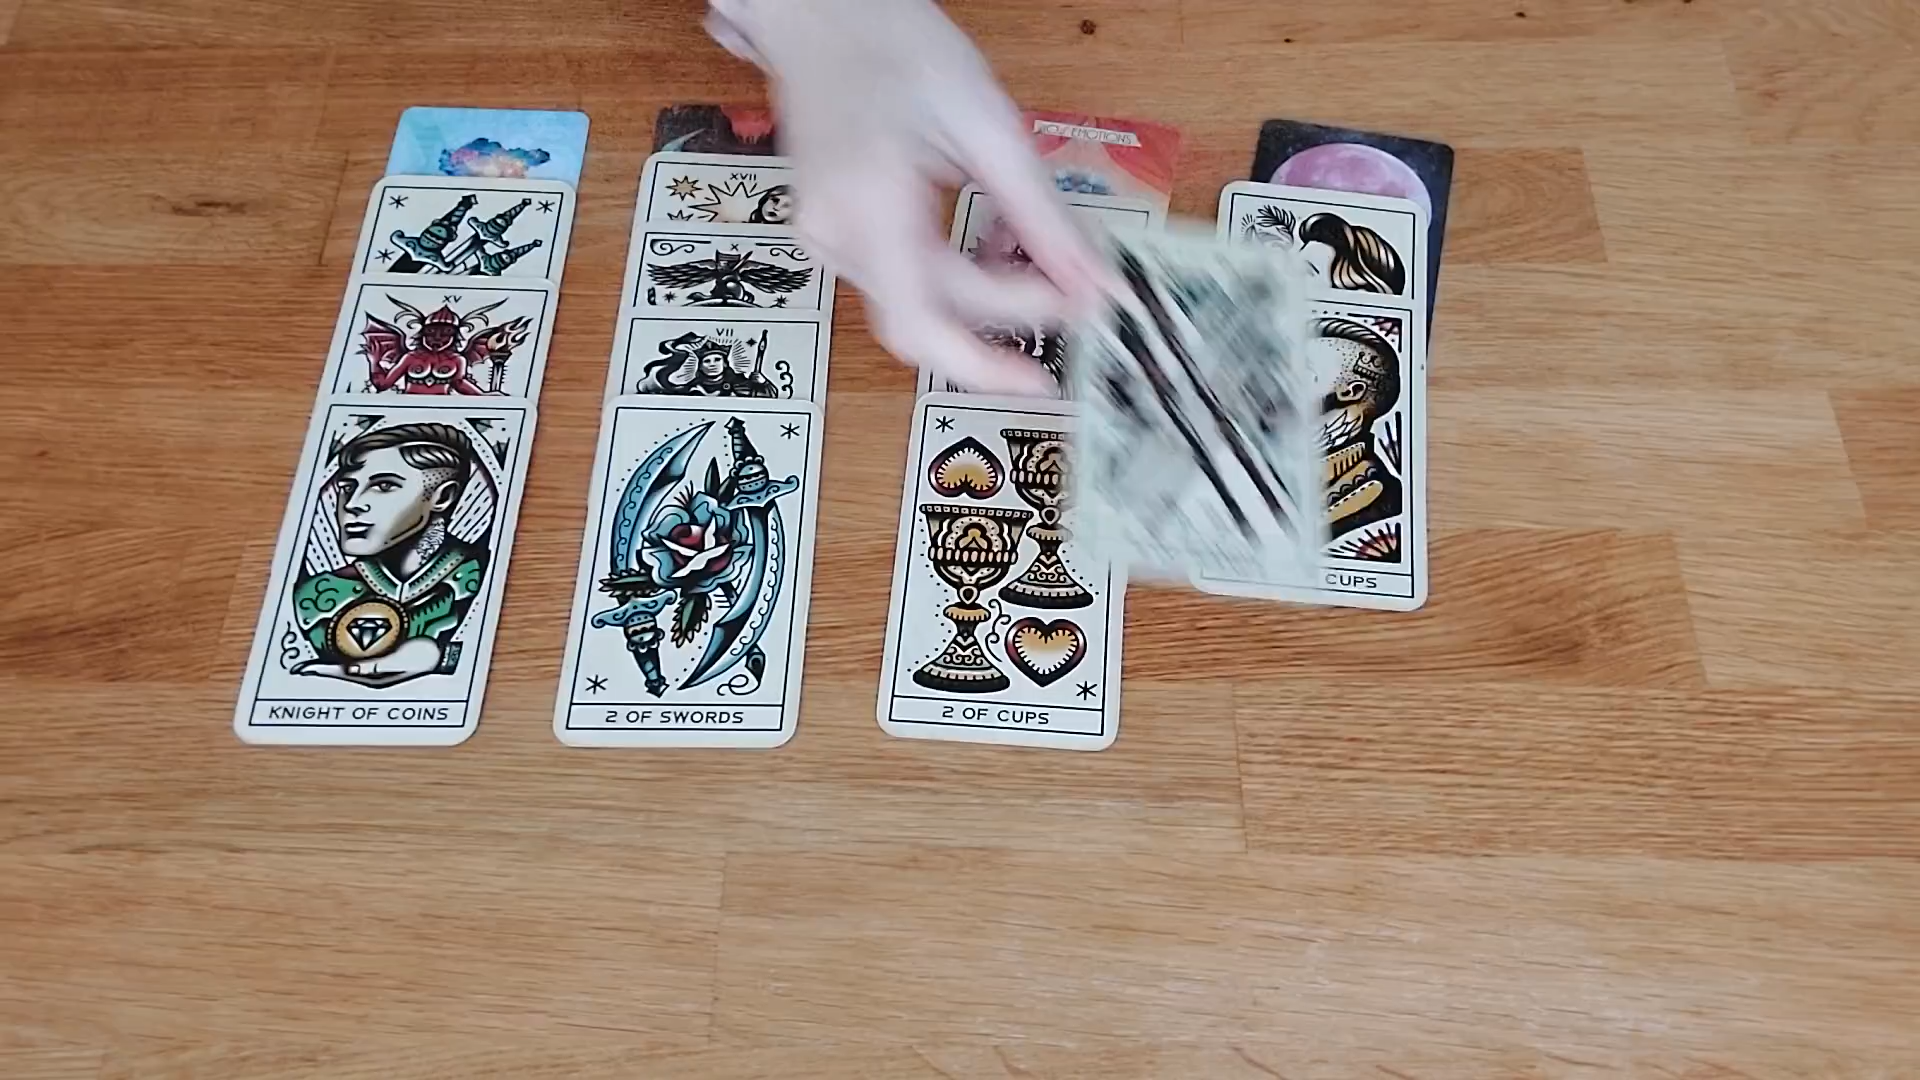 EMOTIONS
XVII
X
XV
VII
KNIGHT OF COINS
2 OF SWORDS
2 OF CUPS
CUPS